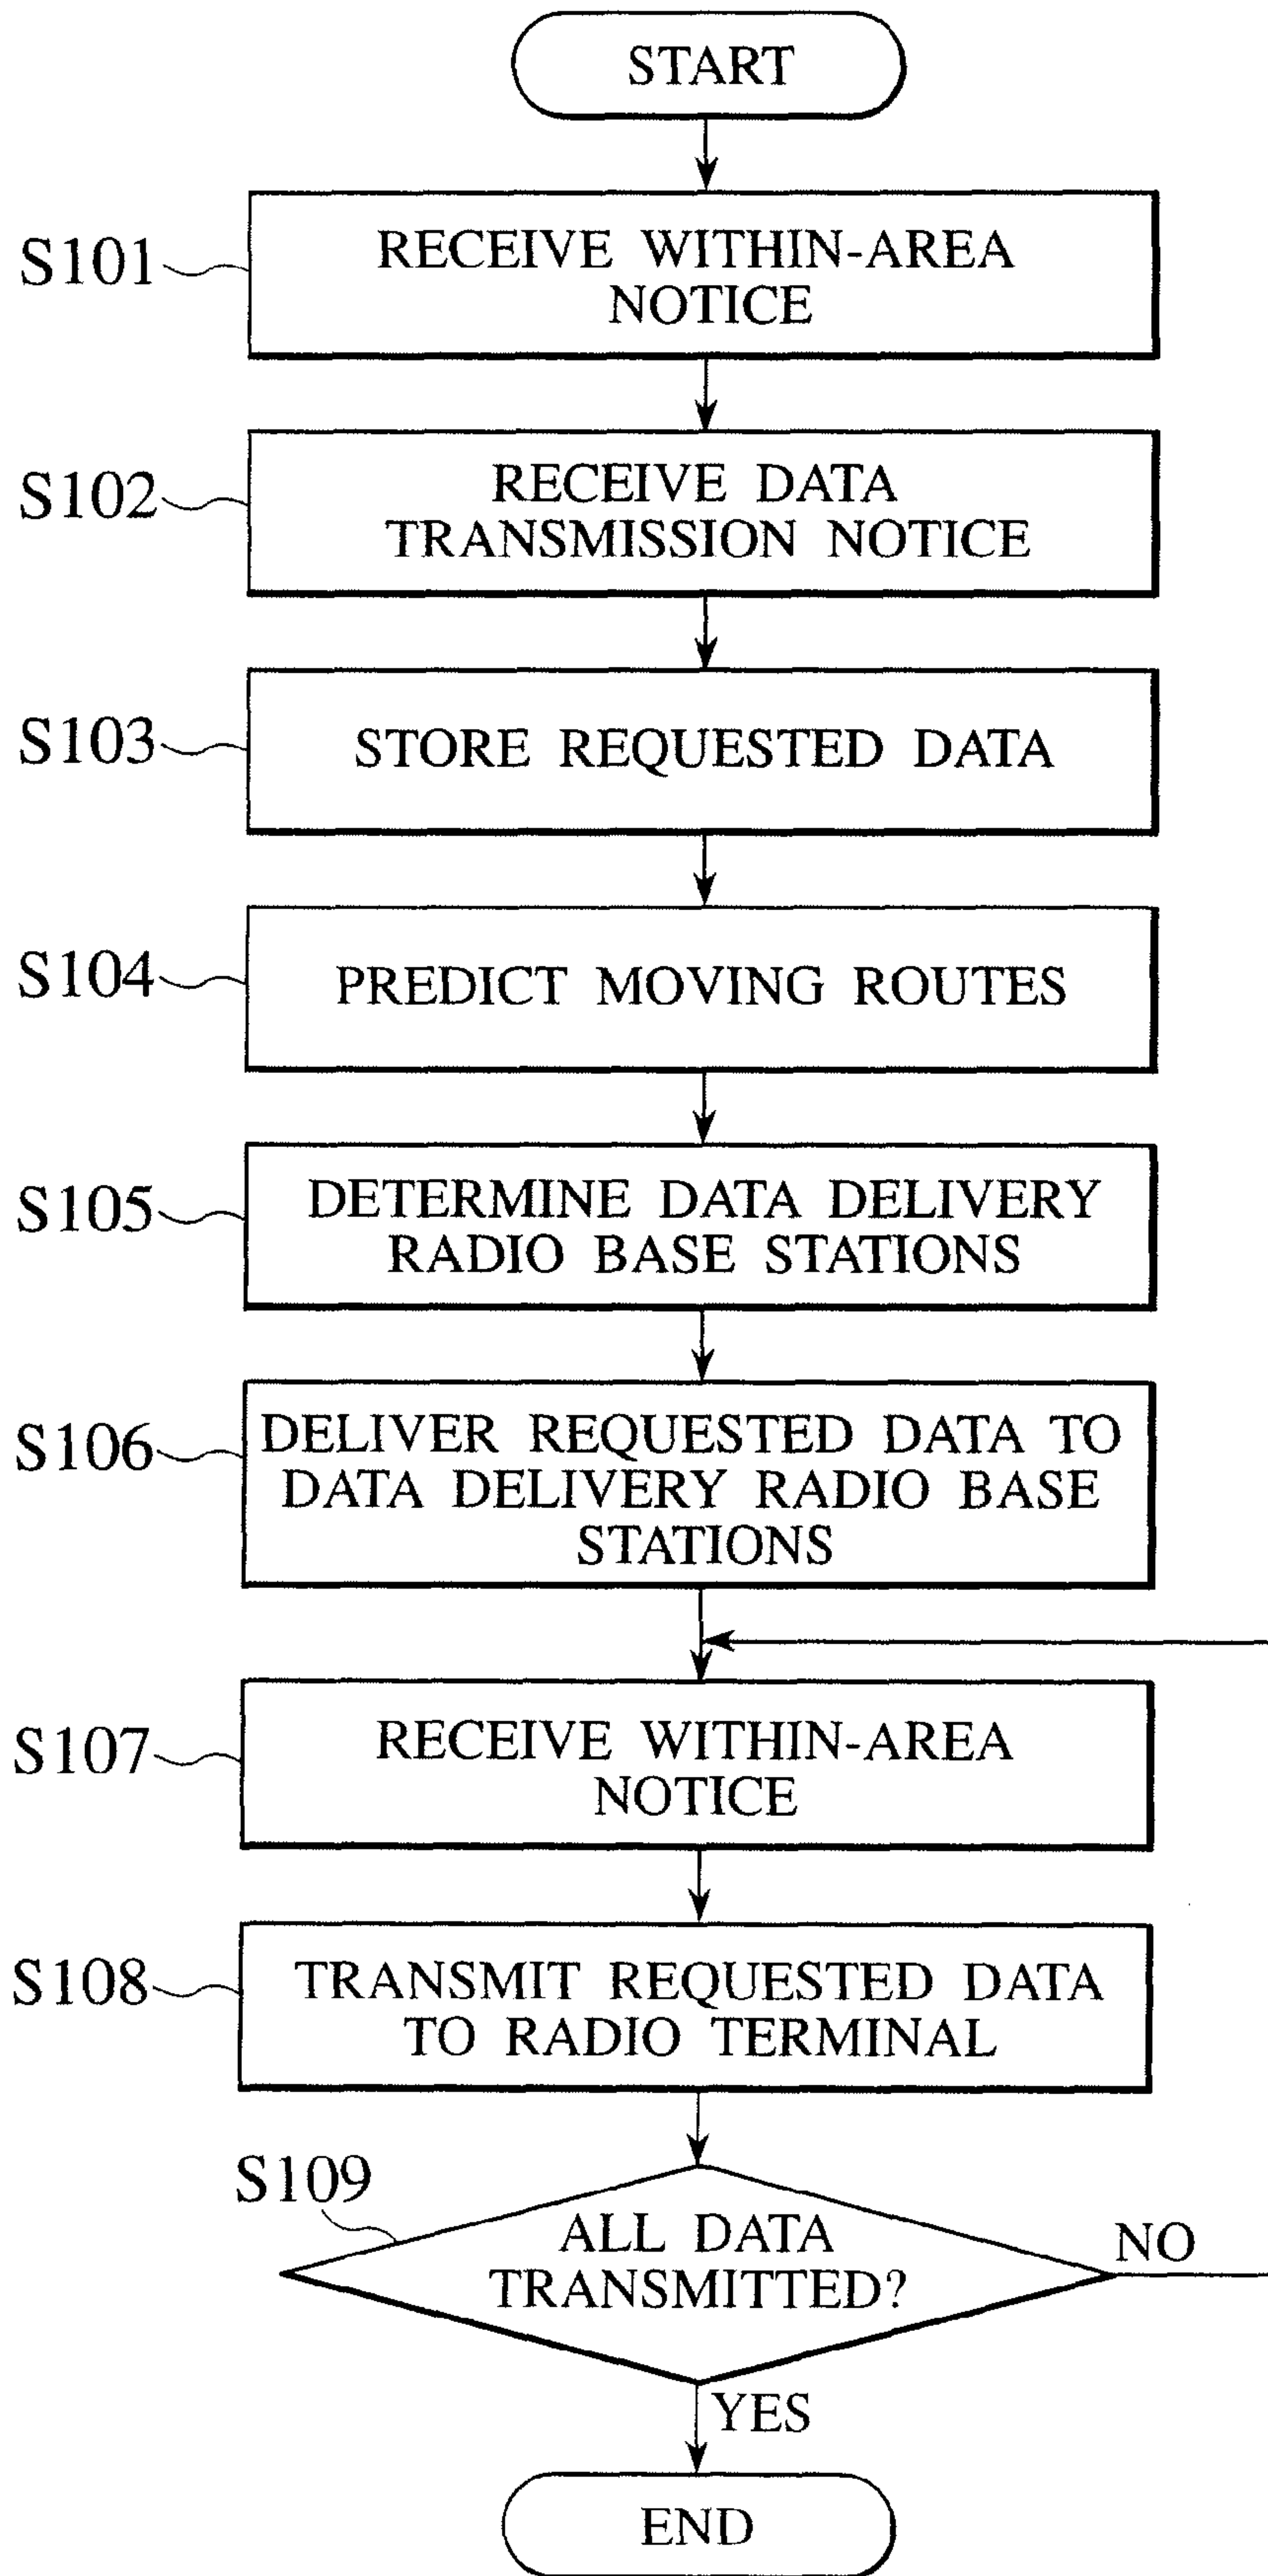 START
S101
RECEIVE WITHIN-AREA
NOTICE
S102
RECEIVE DATA
TRANSMISSION NOTICE
S103
STORE REQUESTED DATA
S104
PREDICT MOVING ROUTES
S105
DETERMINE DATA DELIVERY
RADIO BASE STATIONS
S106
DELIVER REQUESTED DATA TO
DATA DELIVERY RADIO BASE
STATIONS
S107
RECEIVE WITHIN-AREA
NOTICE
S108
TRANSMIT REQUESTED DATA
TO RADIO TERMINAL
S109
ALL DATA
TRANSMITTED?
NO
YES
END